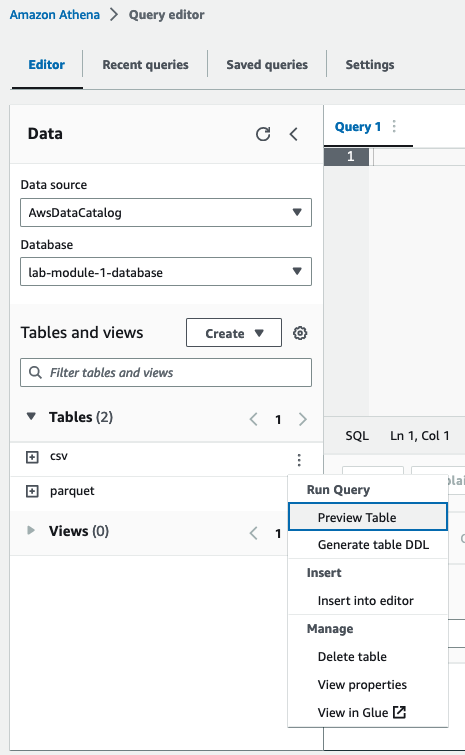 Amazon Athena > Query editor
Editor Recent queries Saved queries Settings
Data
Query 1
1
Data source
AwsDataCatalog
Database
lab-module-1-database
Tables and views Create
Filter tables and views
Tables (2) 1
SQL Ln 1, Col 1
csv
parquet
Views (0) 1
Run Query
Preview Table
Generate table DDL
Insert
Insert into editor
Manage
Delete table
View properties
View in Glue